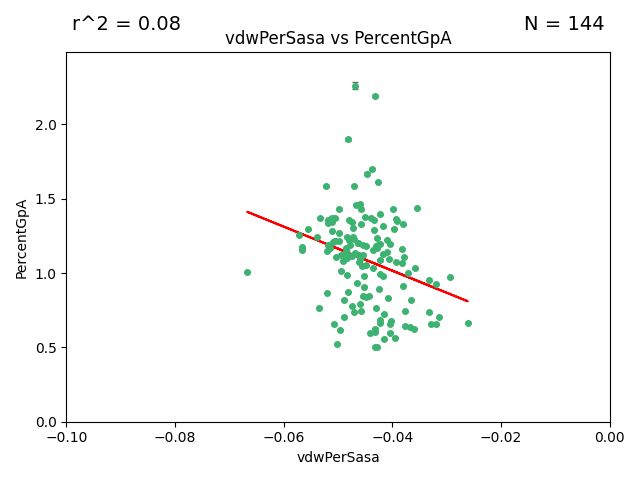 r^2 = 0.08
N = 144
vdwPerSasa vs PercentGpA
PercentGpA
2.0
1.5
1.0
0.5
0.0
−0.10 −0.08 −0.06 −0.04 −0.02 0.00
vdwPerSasa